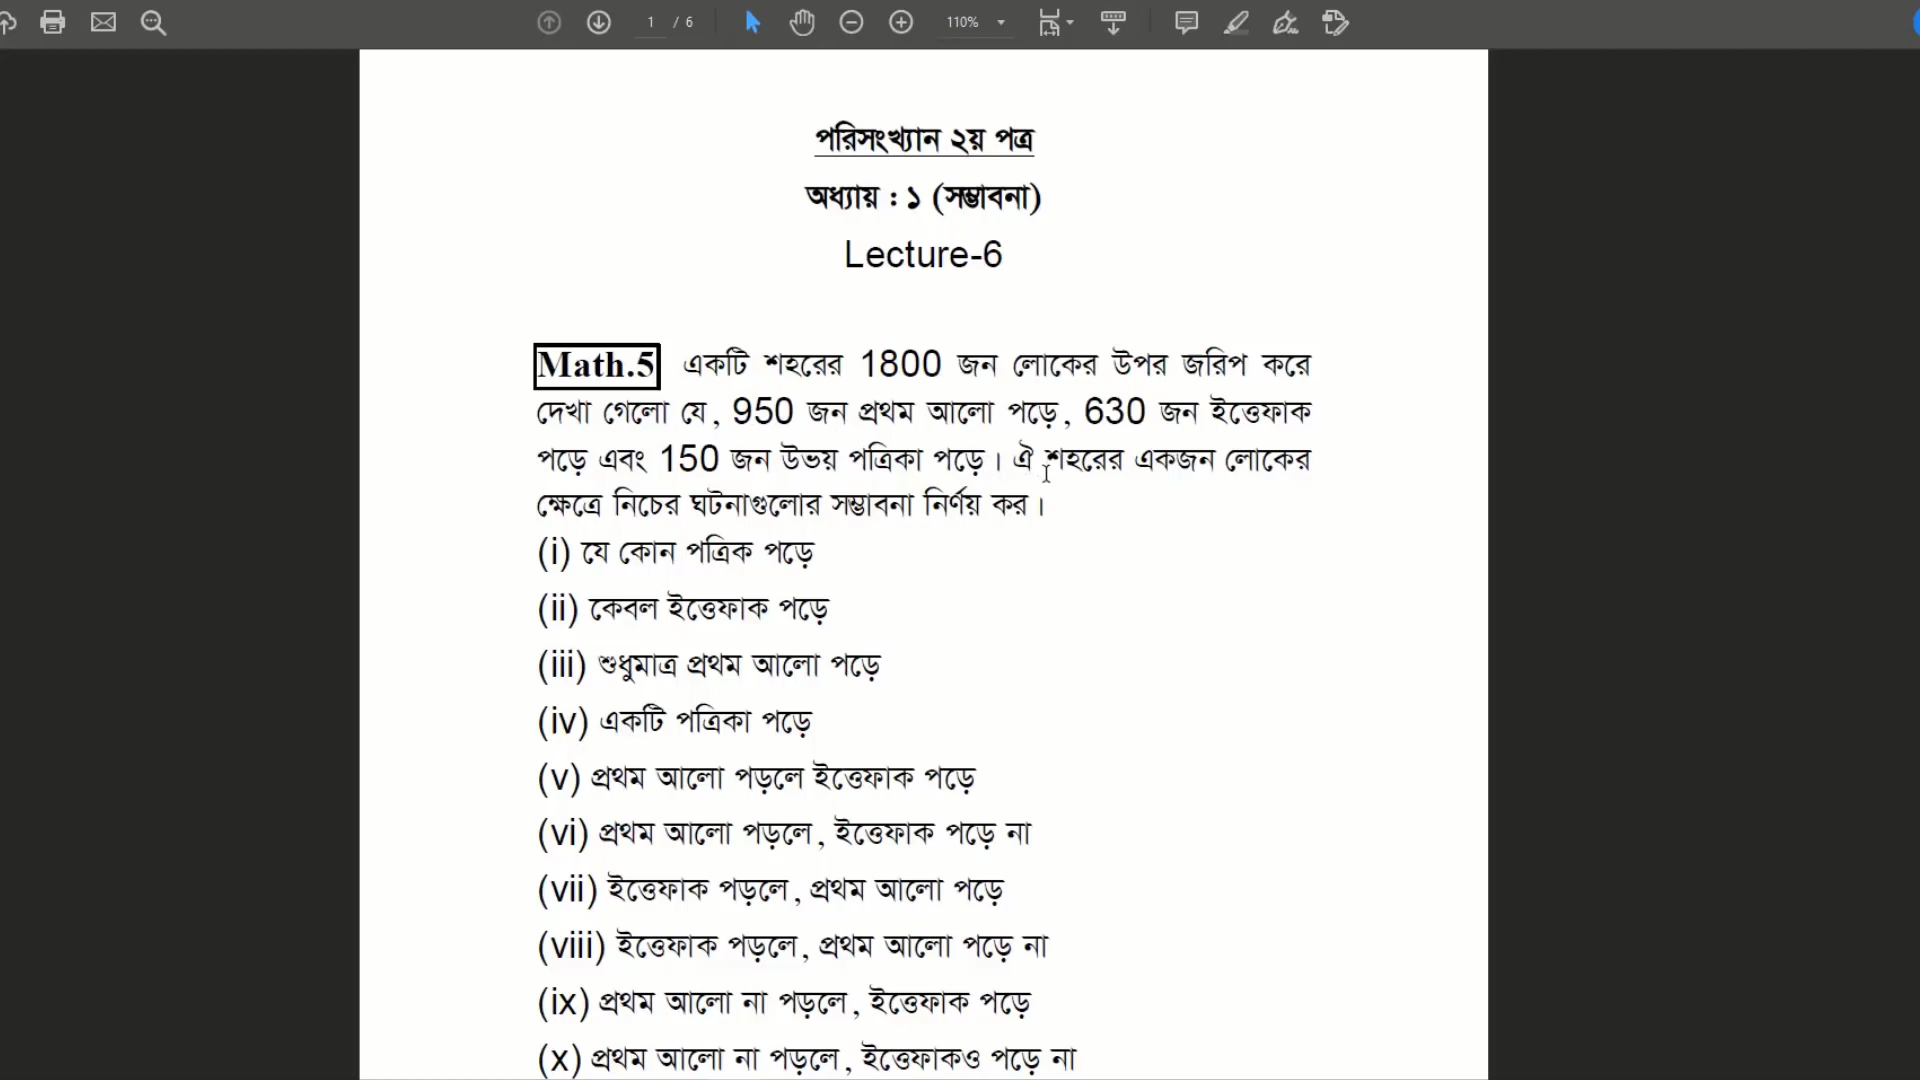 1 / 6 110%
পরিসংখ্যান ২য় পত্র
অধ্যায় : ১ (সম্ভাবনা)
Lecture-6
Math.5 একটি শহরের 1800 জন লোকের উপর জরিপ করে
দেখা গেলো যে, 950 জন প্রথম আলো পড়ে, 630 জন ইত্তেফাক
পড়ে এবং 150 জন উভয় পত্রিকা পড়ে। ঐ শহরের একজন লোকের
ক্ষেত্রে নিচের ঘটনাগুলোর সম্ভাবনা নির্ণয় কর।
(i) যে কোন পত্রিক পড়ে
(ii) কেবল ইত্তেফাক পড়ে
(iii) শুধুমাত্র প্রথম আলো পড়ে
(iv) একটি পত্রিকা পড়ে
(v) প্রথম আলো পড়লে ইত্তেফাক পড়ে
(vi) প্রথম আলো পড়লে, ইত্তেফাক পড়ে না
(vii) ইত্তেফাক পড়লে, প্রথম আলো পড়ে
(viii) ইত্তেফাক পড়লে, প্রথম আলো পড়ে না
(ix) প্রথম আলো না পড়লে, ইত্তেফাক পড়ে
(x) প্রথম আলো না পড়লে, ইত্তেফাকও পড়ে না